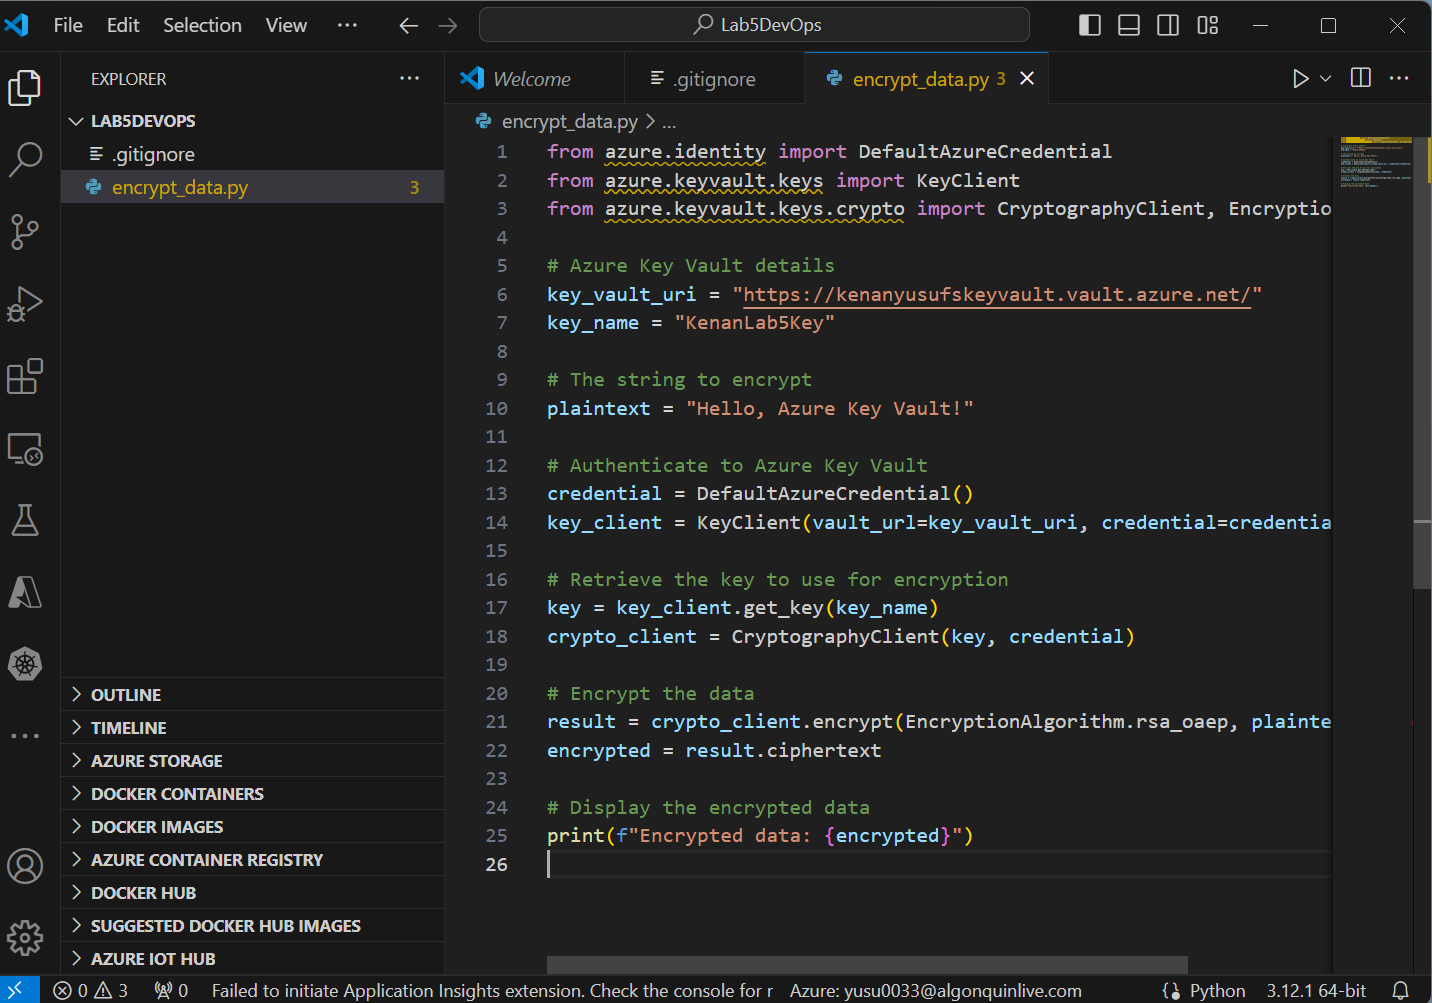 File Edit Selection View ··· Lab5DevOps
EXPLORER ···
LAB5DEVOPS
.gitignore
encrypt_data.py 3
OUTLINE
TIMELINE
AZURE STORAGE
DOCKER CONTAINERS
DOCKER IMAGES
AZURE CONTAINER REGISTRY
DOCKER HUB
SUGGESTED DOCKER HUB IMAGES
AZURE IOT HUB
Welcome .gitignore encrypt_data.py 3
encrypt_data.py > ...
1 from azure.identity import DefaultAzureCredential
2 from azure.keyvault.keys import KeyClient
3 from azure.keyvault.keys.crypto import CryptographyClient, Encryptio
4
5 # Azure Key Vault details
6 key_vault_uri = "https://kenanyusufskeyvault.vault.azure.net/"
7 key_name = "KenanLab5Key"
8
9 # The string to encrypt
10 plaintext = "Hello, Azure Key Vault!"
11
12 # Authenticate to Azure Key Vault
13 credential = DefaultAzureCredential()
14 key_client = KeyClient(vault_url=key_vault_uri, credential=credentia
15
16 # Retrieve the key to use for encryption
17 key = key_client.get_key(key_name)
18 crypto_client = CryptographyClient(key, credential)
19
20 # Encrypt the data
21 result = crypto_client.encrypt(EncryptionAlgorithm.rsa_oaep, plainte
22 encrypted = result.ciphertext
23
24 # Display the encrypted data
25 print(f"Encrypted data: {encrypted}")
26
0 3 0 Failed to initiate Application Insights extension. Check the console for r Azure: yusu0033@algonquinlive.com Python 3.12.1 64-bit